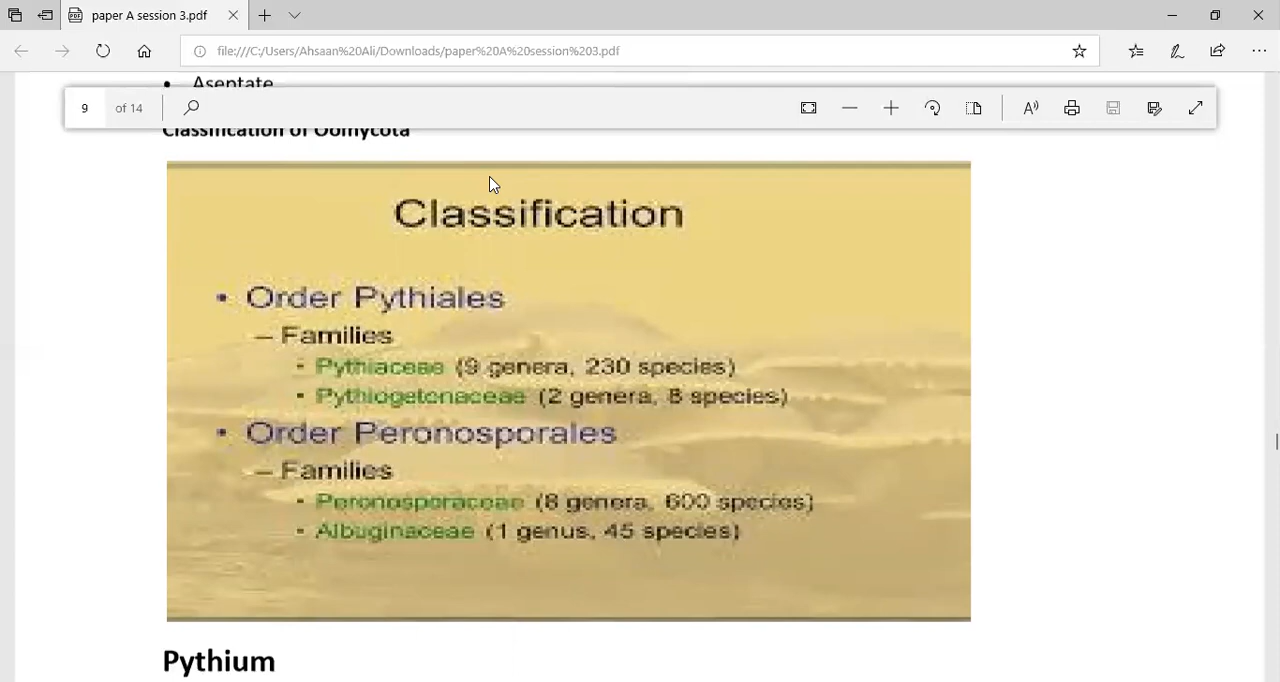 paper A session 3.pdf
file:///C:/Users/Ahsaan%20Ali/Downloads/paper%20A%20session%203.pdf
• Aseptate
9 of 14
Classification of Oomycota
Classification
• Order Pythiales
– Families
• Pythiaceae (9 genera, 230 species)
• Pythiogetonaceae (2 genera, 8 species)
• Order Peronosporales
– Families
• Peronosporaceae (8 genera, 600 species)
• Albuginaceae (1 genus, 45 species)
Pythium